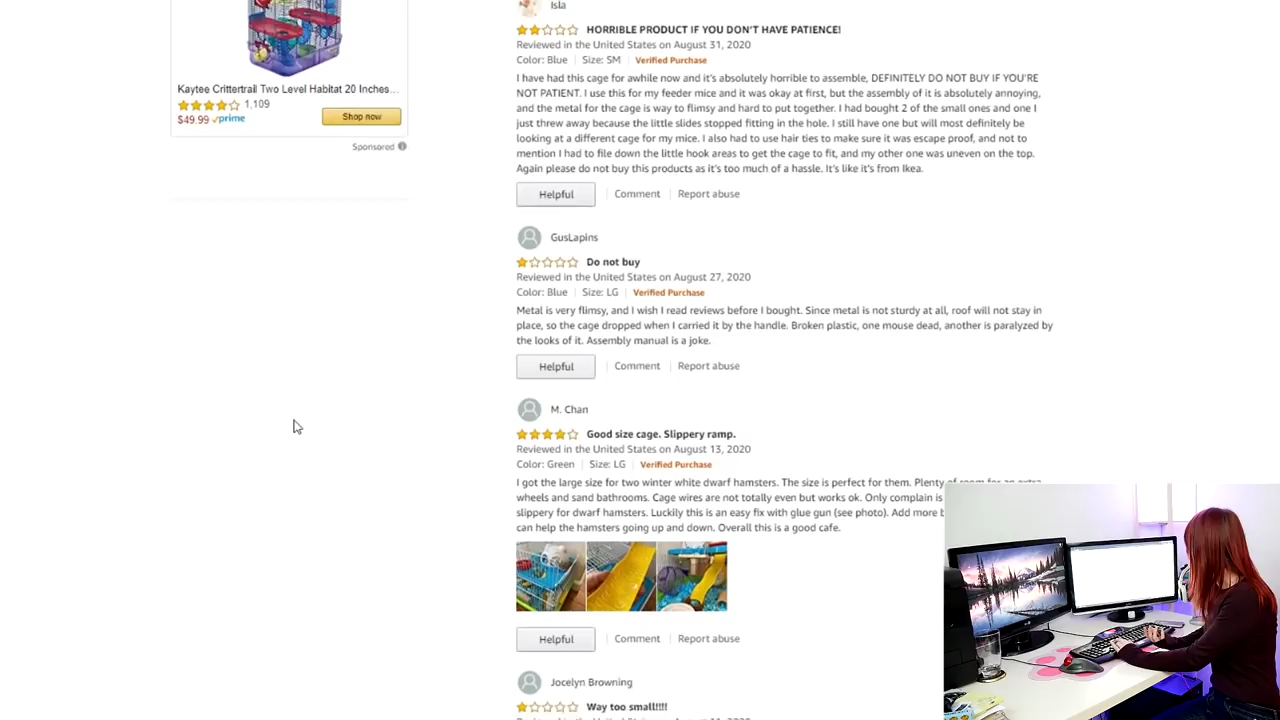 Kaytee Crittertrail Two Level Habitat 20 Inches...
1,109
$49.99 prime
Shop now
Sponsored
Isla
HORRIBLE PRODUCT IF YOU DON'T HAVE PATIENCE!
Reviewed in the United States on August 31, 2020
Color: Blue | Size: SM Verified Purchase
I have had this cage for awhile now and it's absolutely horrible to assemble, DEFINITELY DO NOT BUY IF YOU'RE
NOT PATIENT. I use this for my feeder mice and it was okay at first, but the assembly of it is absolutely annoying,
and the metal for the cage is way to flimsy and hard to put together. I had bought 2 of the small ones and one I
just threw away because the little slides stopped fitting in the hole. I still have one but will most definitely be
looking at a different cage for my mice. I also had to use hair ties to make sure it was escape proof, and not to
mention I had to file down the little hook areas to get the cage to fit, and my other one was uneven on the top.
Again please do not buy this products as it's too much of a hassle. It's like it's from Ikea.
Helpful | Comment | Report abuse
GusLapins
Do not buy
Reviewed in the United States on August 27, 2020
Color: Blue | Size: LG Verified Purchase
Metal is very flimsy, and I wish I read reviews before I bought. Since metal is not sturdy at all, roof will not stay in
place, so the cage dropped when I carried it by the handle. Broken plastic, one mouse dead, another is paralyzed by
the looks of it. Assembly manual is a joke.
Helpful | Comment | Report abuse
M. Chan
Good size cage. Slippery ramp.
Reviewed in the United States on August 13, 2020
Color: Green | Size: LG Verified Purchase
I got the large size for two winter white dwarf hamsters. The size is perfect for them. Plenty
wheels and sand bathrooms. Cage wires are not totally even but works ok. Only complain is
slippery for dwarf hamsters. Luckily this is an easy fix with glue gun (see photo). Add more
can help the hamsters going up and down. Overall this is a good cafe.
Helpful | Comment | Report abuse
Jocelyn Browning
Way too small!!!!